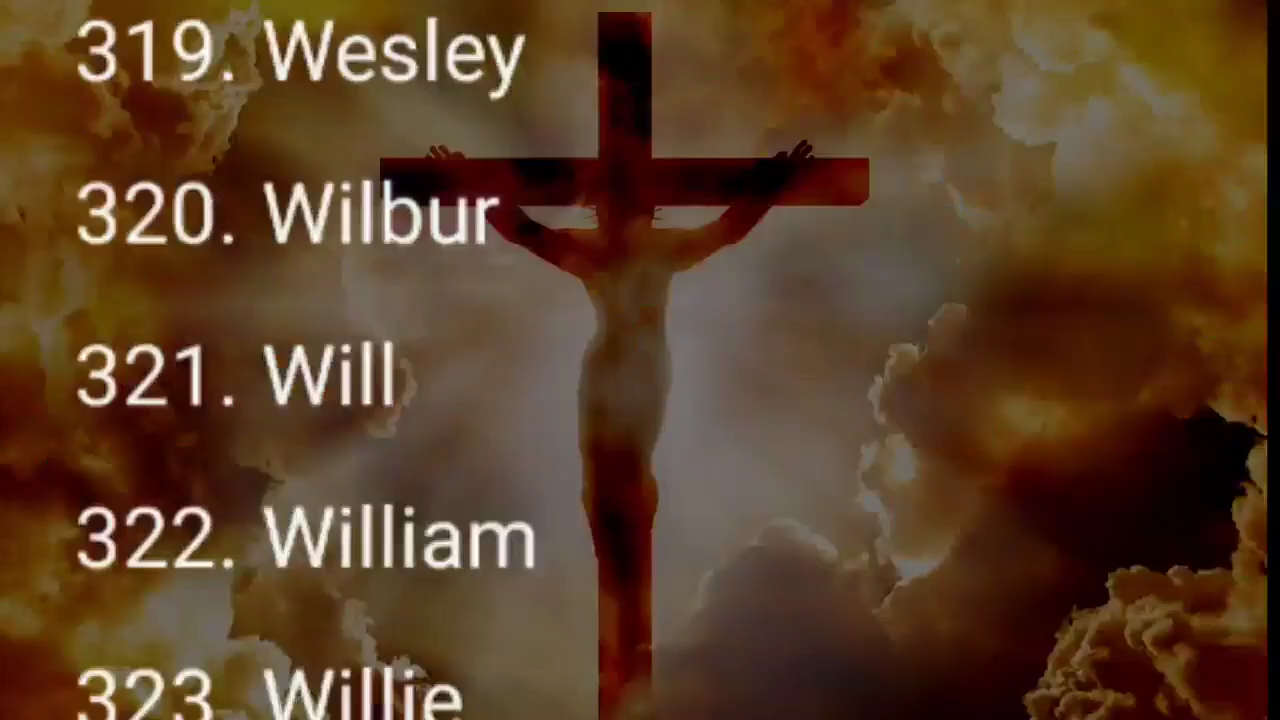 319. Wesley
320. Wilbur
321. Will
322. William
323. Willie